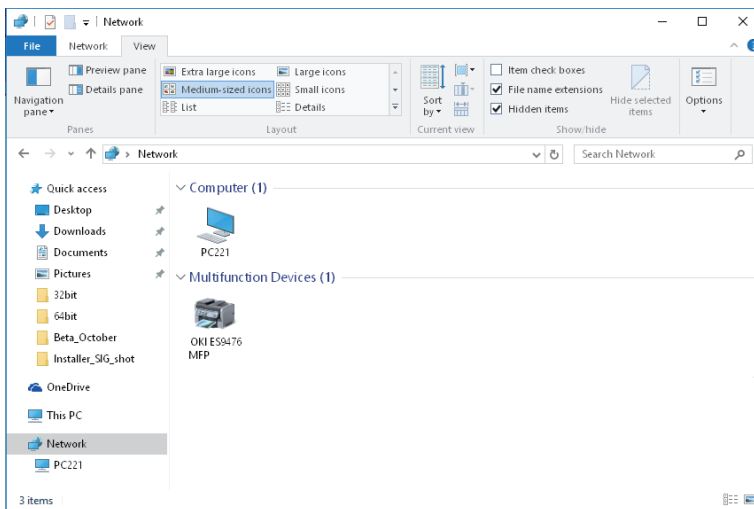 Network
File Network View
Preview pane
Details pane
Navigation pane
Panes
Extra large icons Large icons
Medium-sized icons Small icons
List Details
Layout
Sort by
Current view
Item check boxes
File name extensions
Hidden items
Hide selected items
Show/hide
Options
Network
Search Network
Quick access
Desktop
Downloads
Documents
Pictures
32bit
64bit
Beta_October
Installer_SIG_shot
OneDrive
This PC
Network
PC221
Computer (1)
PC221
Multifunction Devices (1)
OKI ES9476
MFP
3 items